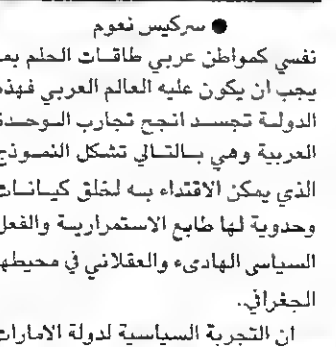 ● سركيس نعوم
نفسي كمواطن عربي طاقات الحلم بما
يجب ان يكون عليه العالم العربي فهذه
الدولة تجسد انجح تجارب الوحدة
العربية وهي بالتالي تشكل النموذج
الذي يمكن الاقتداء به لخلق كيانات
وحدوية لها طابع الاستمرارية والفعل
السياسي الهادىء والعقلاني في محيطها
الجغرافي.
ان التجربة السياسية لدولة الامارات